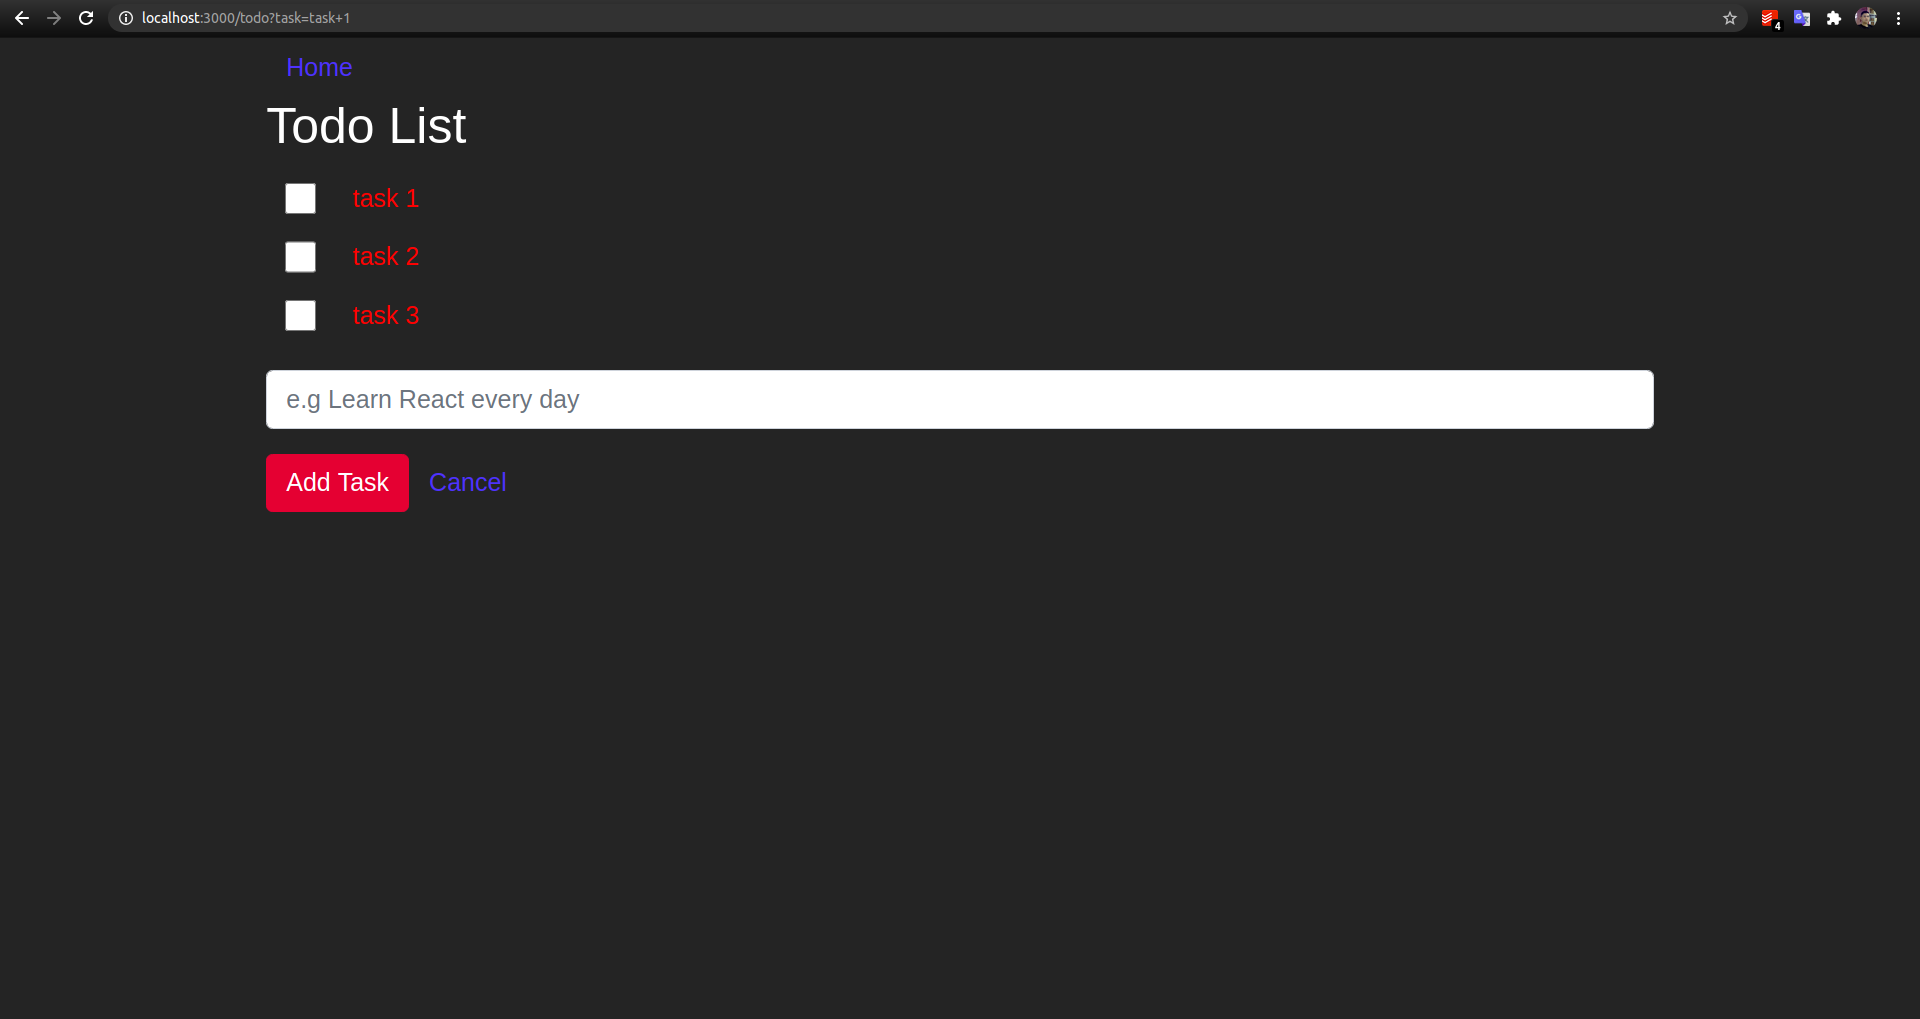 localhost:3000/todo?task=task+1
4
Home
Todo List
task 1
task 2
task 3
e.g Learn React every day
Add Task Cancel